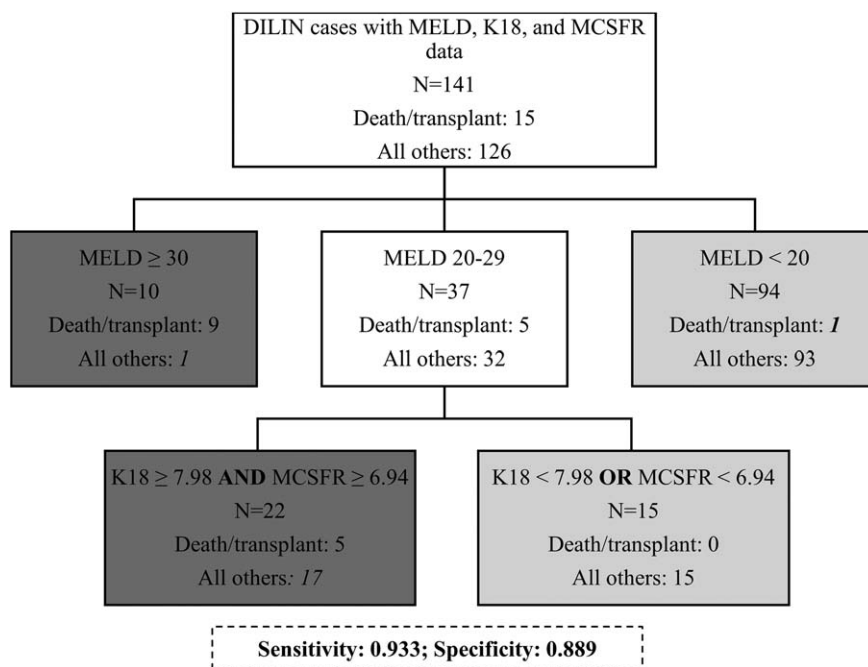 DILIN cases with MELD, K18, and MCSFR
data
N=141
Death/transplant: 15
All others: 126
MELD ≥ 30
N=10
Death/transplant: 9
All others: 1
MELD 20-29
N=37
Death/transplant: 5
All others: 32
MELD < 20
N=94
Death/transplant: 1
All others: 93
K18 ≥ 7.98 AND MCSFR ≥ 6.94
N=22
Death/transplant: 5
All others: 17
K18 < 7.98 OR MCSFR < 6.94
N=15
Death/transplant: 0
All others: 15
Sensitivity: 0.933; Specificity: 0.889